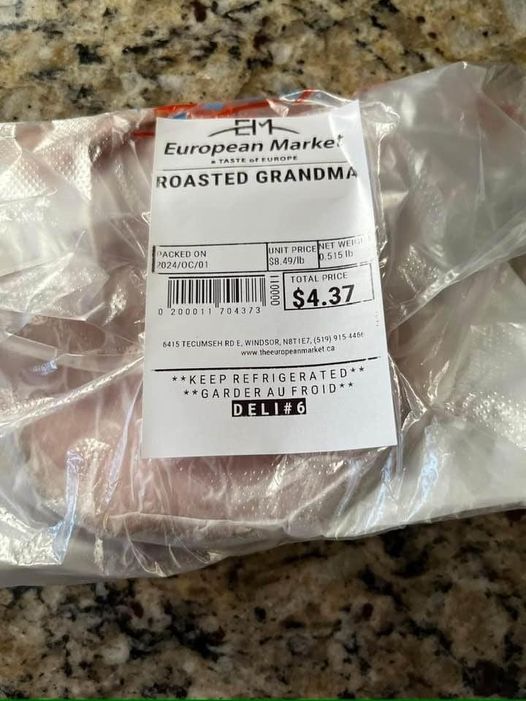 EM
European Market
A TASTE of EUROPE
ROASTED GRANDMA
PACKED ON
2024/OC/01
UNIT PRICE
$8.49/lb
NET WEIGH
0.515 lb
000011
TOTAL PRICE
$4.37
0 200011 704373
6415 TECUMSEH RD E, WINDSOR, N8T1E7, (519) 915-4466
www.theeuropeanmarket.ca
**KEEP REFRIGERATED**
**GARDER AU FROID**
DELI#6